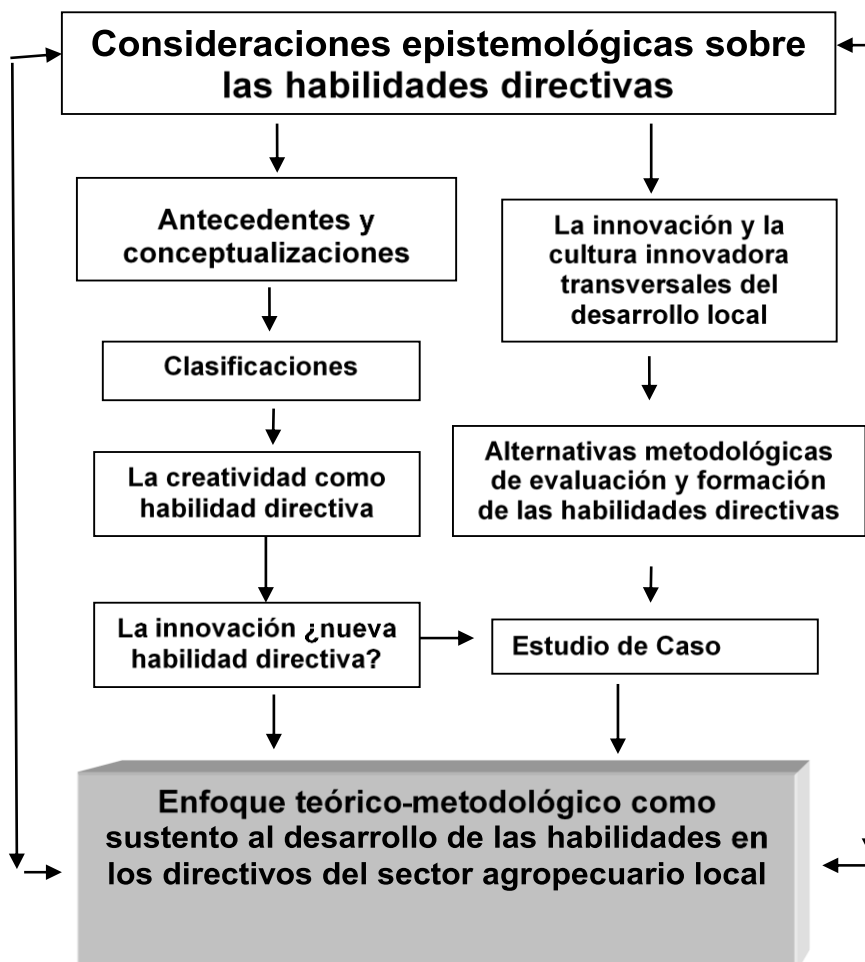 Consideraciones epistemológicas sobre
las habilidades directivas
Antecedentes y
conceptualizaciones
Clasificaciones
La creatividad como
habilidad directiva
La innovación ¿nueva
habilidad directiva?
La innovación y la
cultura innovadora
transversales del
desarrollo local
Alternativas metodológicas
de evaluación y formación
de las habilidades directivas
Estudio de Caso
Enfoque teórico-metodológico como
sustento al desarrollo de las habilidades en
los directivos del sector agropecuario local